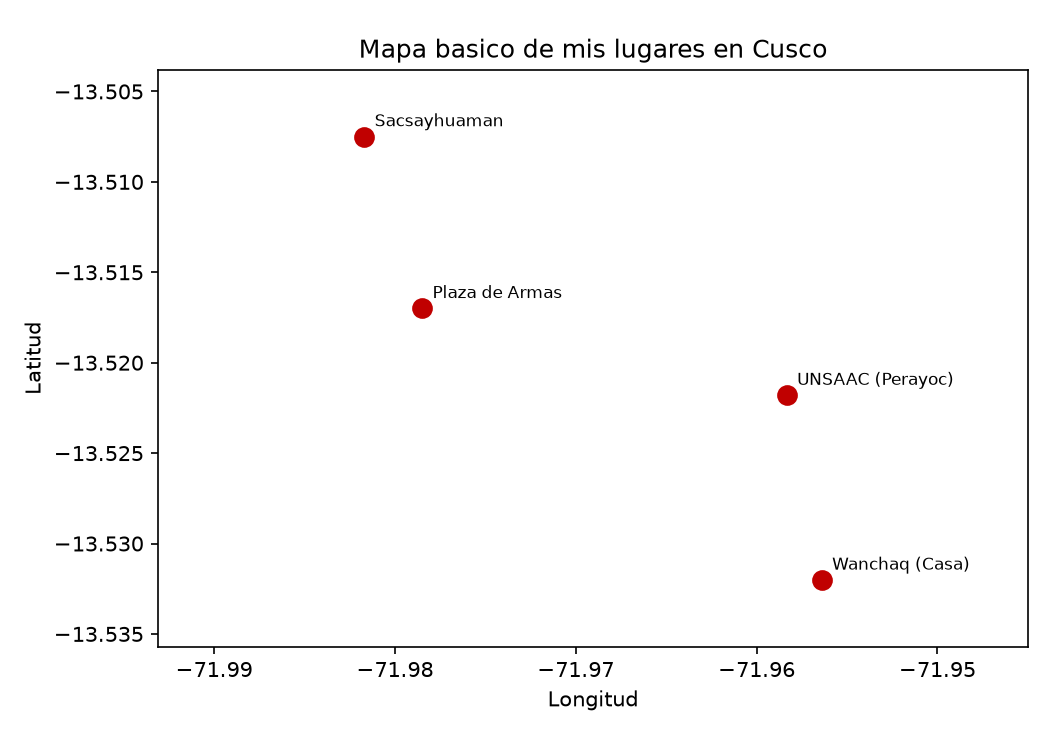 Mapa basico de mis lugares en Cusco
−13.505
Sacsayhuaman
−13.510
−13.515
Plaza de Armas
−13.520
UNSAAC (Perayoc)
−13.525
−13.530
Wanchaq (Casa)
−13.535
Latitud
−71.99
−71.98
−71.97
−71.96
−71.95
Longitud